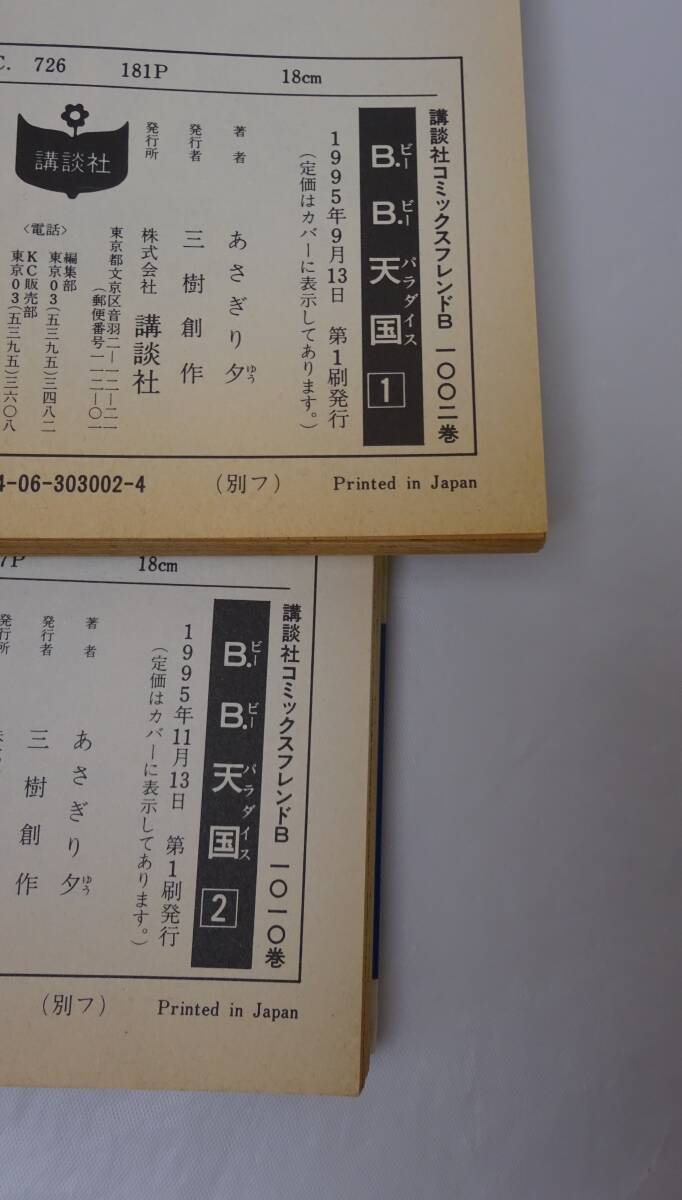 C. 726 181P 18cm
講談社コミックスフレンドB 一〇〇二巻
B.B.天国 1
ビー ビー パラダイス
1995年9月13日 第1刷発行
(定価はカバーに表示してあります。)
著者 あさぎり夕
ゆう
発行者 三樹創作
発行所 株式会社 講談社
東京都文京区音羽二―一二―二一
(郵便番号一一二―〇一
講談社
〈電話〉
編集部
東京03(五三九五)三四八二
KC販売部
東京03(五三九五)三六〇八
4-06-303002-4 (別フ) Printed in Japan
7P 18cm
講談社コミックスフレンドB 一〇一〇巻
B.B.天国 2
ビー ビー パラダイス
1995年11月13日 第1刷発行
(定価はカバーに表示してあります。)
著者 あさぎり夕
ゆう
発行者 三樹創作
発行所
(別フ) Printed in Japan